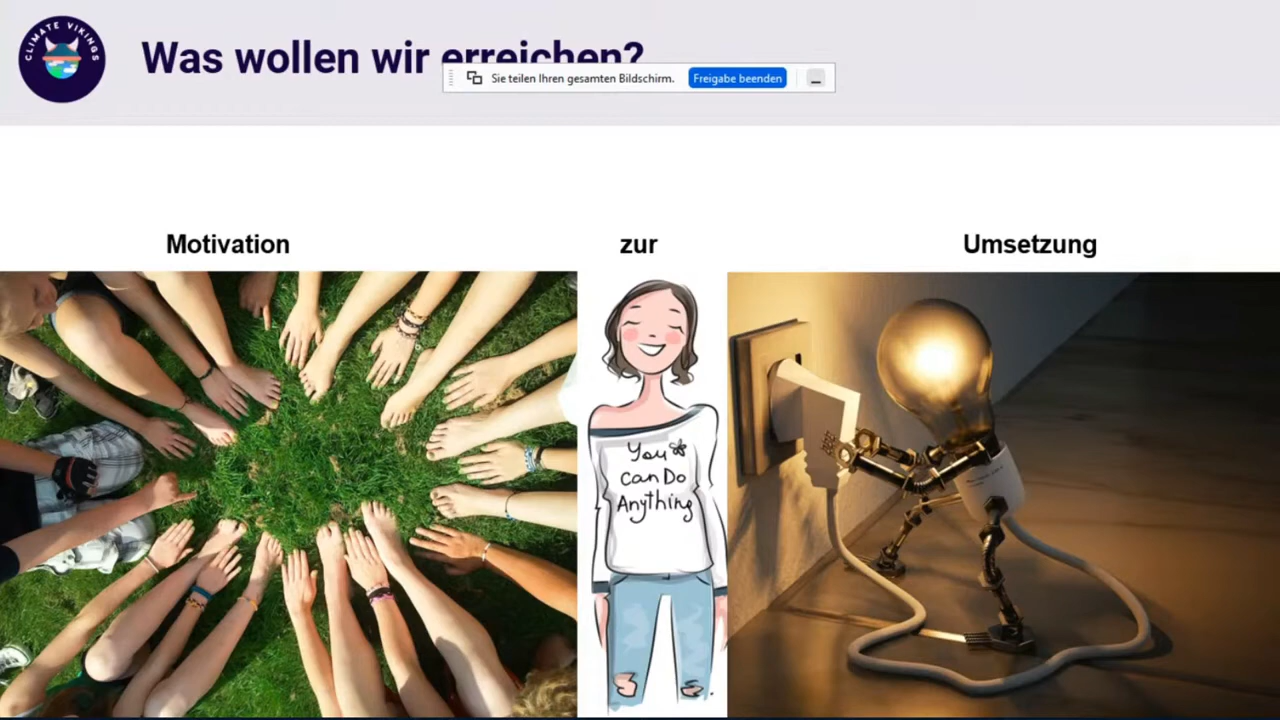 CLIMATE VIKINGS
Was wollen wir erreichen?
Sie teilen Ihren gesamten Bildschirm.
Freigabe beenden
Motivation
zur
Umsetzung
You
can Do
Anything